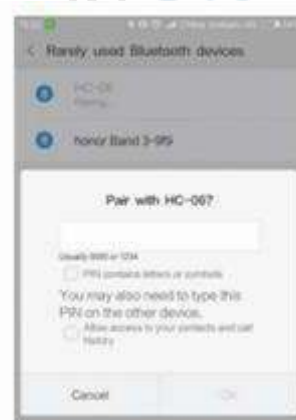 Rarely used Bluetooth devices
HC-06
Pairing...
honor Band 3-9f9
Pair with HC-06?
Usually 0000 or 1234
PIN contains letters or symbols
You may also need to type this
PIN on the other device.
Allow access to your contacts and call
history
Cancel
OK